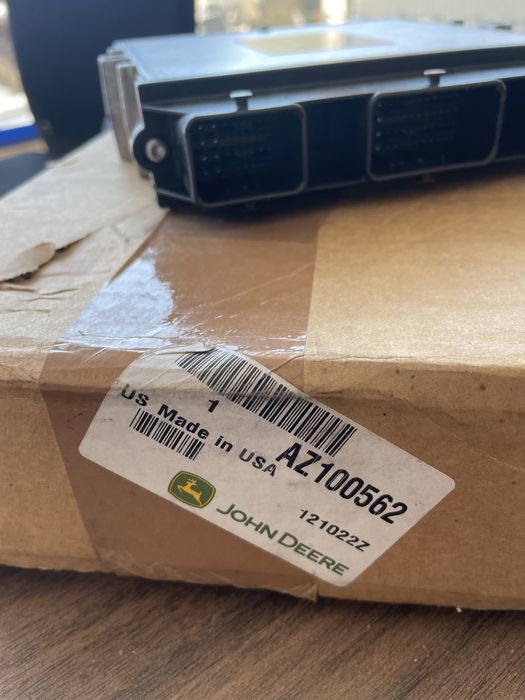 1
AZ100562
US Made in USA
121022Z
JOHN DEERE